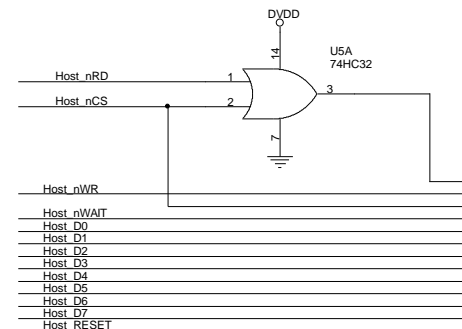 DVDD
14
U5A
74HC32
Host_nRD
1
3
Host_nCS
2
7
Host_nWR
Host_nWAIT
Host_D0
Host_D1
Host_D2
Host_D3
Host_D4
Host_D5
Host_D6
Host_D7
Host_RESET